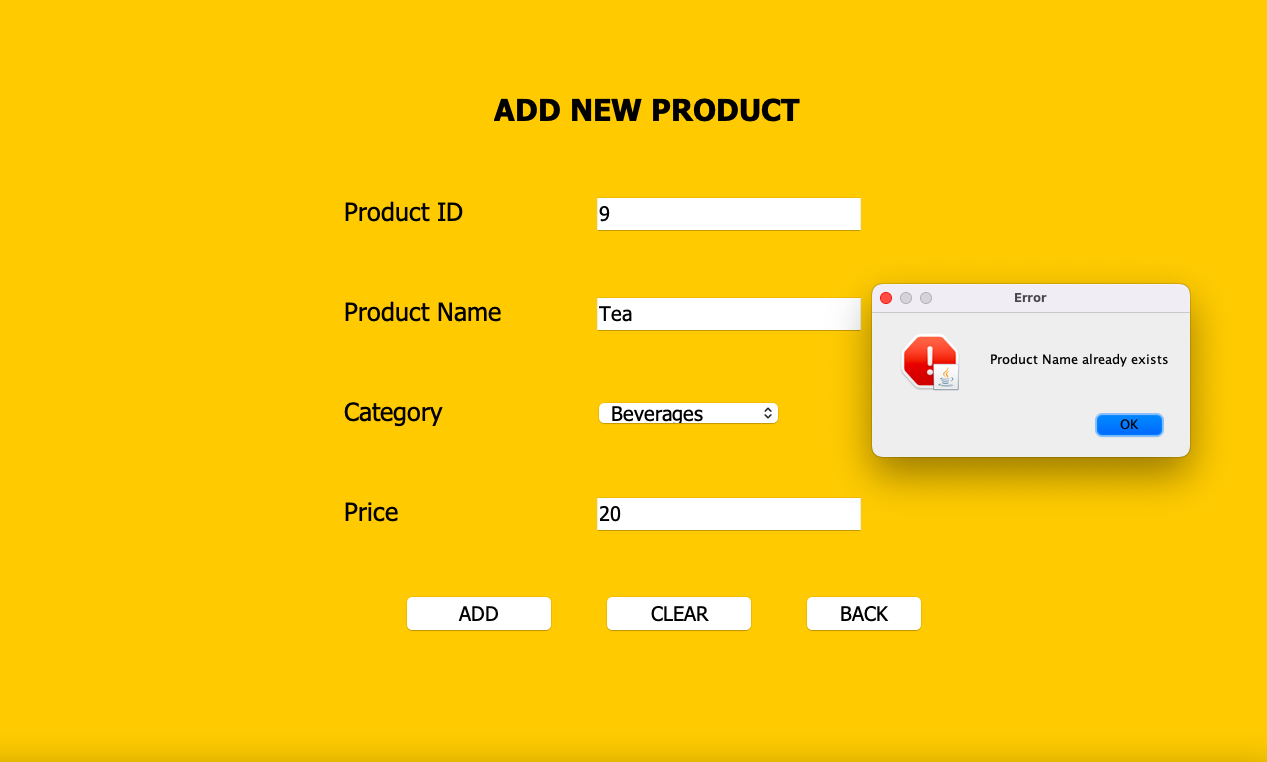 ADD NEW PRODUCT
Product ID
9
Product Name
Tea
Category
Beverages
Price
20
ADD
CLEAR
BACK
Error
Product Name already exists
OK